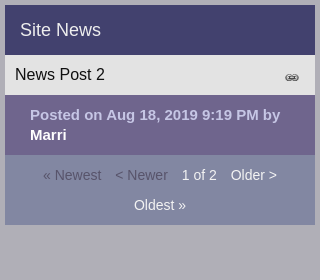 Site News
News Post 2
Posted on Aug 18, 2019 9:19 PM by
Marri
« Newest < Newer 1 of 2 Older >
Oldest »